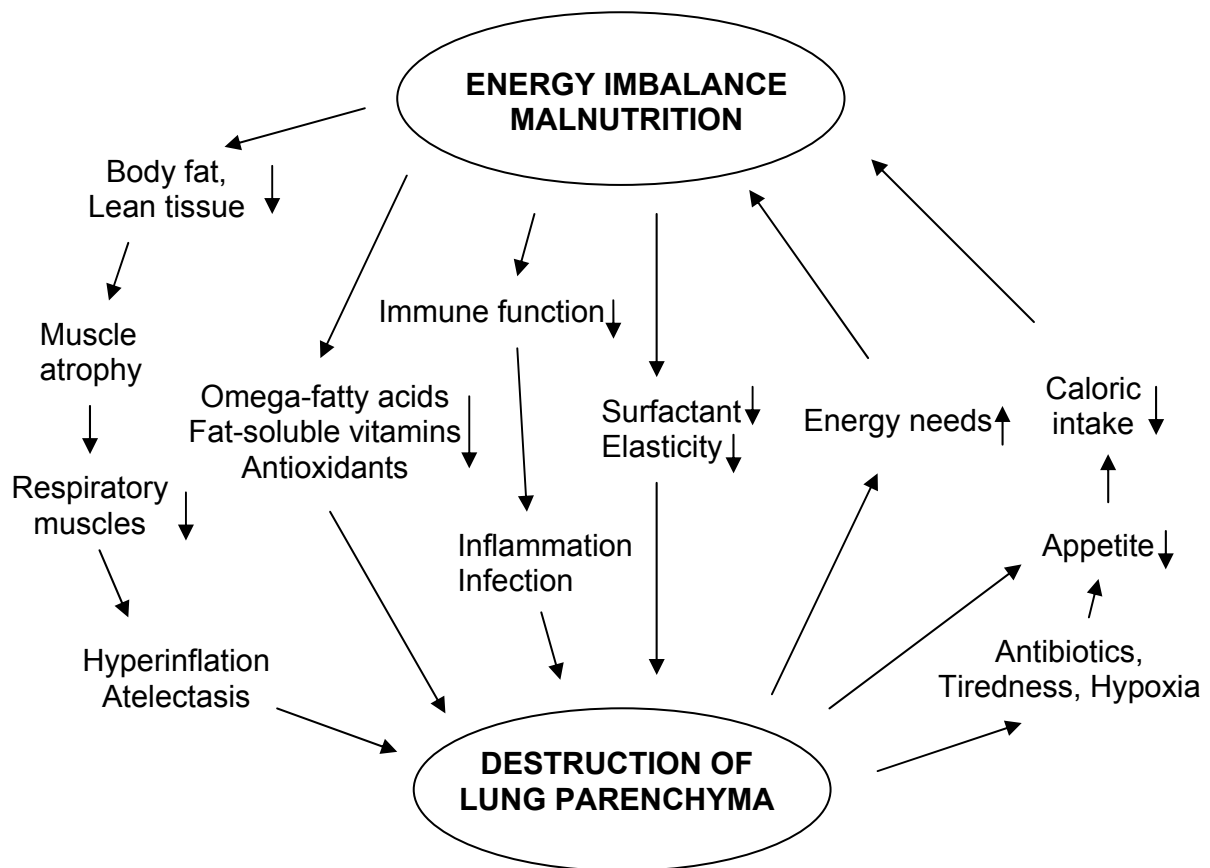 ENERGY IMBALANCE
MALNUTRITION
Body fat,
Lean tissue
Muscle
atrophy
Respiratory
muscles
Hyperinflation
Atelectasis
Omega-fatty acids
Fat-soluble vitamins
Antioxidants
Immune function
Inflammation
Infection
Surfactant
Elasticity
Energy needs
Caloric
intake
Appetite
Antibiotics,
Tiredness, Hypoxia
DESTRUCTION OF
LUNG PARENCHYMA